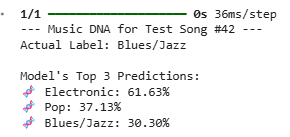 1/1 ━━━━━━━━━━━━━━━━━━━━ 0s 36ms/step
--- Music DNA for Test Song #42 ---
Actual Label: Blues/Jazz

Model's Top 3 Predictions:
🧬 Electronic: 61.63%
🧬 Pop: 37.13%
🧬 Blues/Jazz: 30.30%